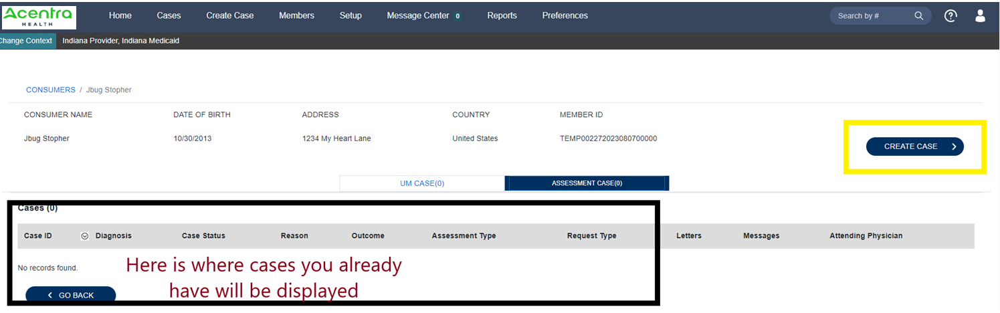 Acentra
HEALTH
Home Cases Create Case Members Setup Message Center 0 Reports Preferences Search by #
Change Context Indiana Provider, Indiana Medicaid
CONSUMERS / Jbug Stopher
CONSUMER NAME DATE OF BIRTH ADDRESS COUNTRY MEMBER ID
Jbug Stopher 10/30/2013 1234 My Heart Lane United States TEMP002272023080700000
CREATE CASE
UM CASE(0) ASSESSMENT CASE(0)
Cases (0)
Case ID Diagnosis Case Status Reason Outcome Assessment Type Request Type Letters Messages Attending Physician
No records found.
Here is where cases you already
have will be displayed
GO BACK